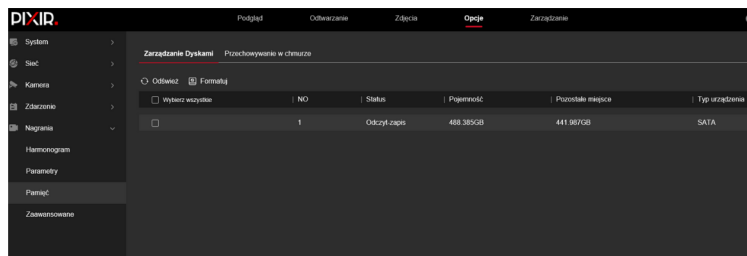 PIXIR.
Podgląd Odtwarzanie Zdjęcia Opcje Zarządzanie
System
Sieć
Kamera
Zdarzenie
Nagrania
Harmonogram
Parametry
Pamięć
Zaawansowane
Zarządzanie Dyskami Przechowywanie w chmurze
Odśwież Formatuj
Wybierz wszystkie NO Status Pojemność Pozostałe miejsce Typ urządzenia
1 Odczyt-zapis 488.385GB 441.987GB SATA